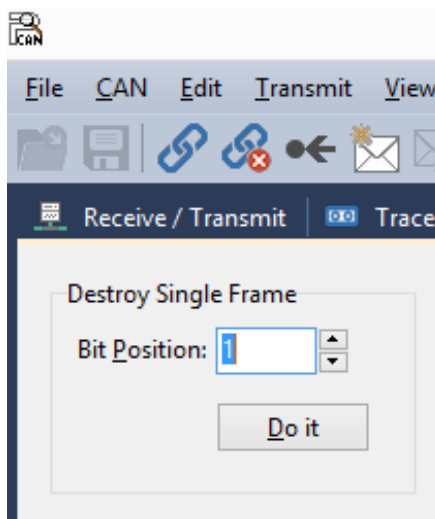 CAN
File CAN Edit Transmit View
Receive / Transmit Trace
Destroy Single Frame
Bit Position: 1
Do it